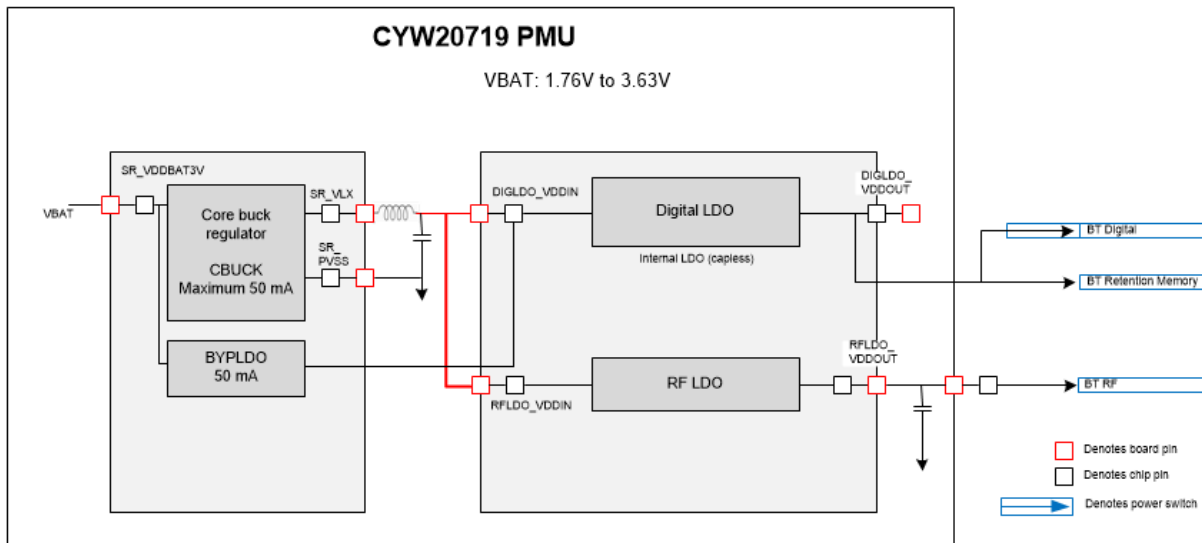 CYW20719 PMU
VBAT: 1.76V to 3.63V
SR_VDDBAT3V
VBAT
Core buck
regulator
CBUCK
Maximum 50 mA
SR_VLX
SR_
PVSS
BYPLDO
50 mA
DIGLDO_VDDIN
Digital LDO
Internal LDO (capless)
DIGLDO_
VDDOUT
BT Digital
BT Retention Memory
RFLDO_VDDIN
RF LDO
RFLDO_
VDDOUT
BT RF
Denotes board pin
Denotes chip pin
Denotes power switch